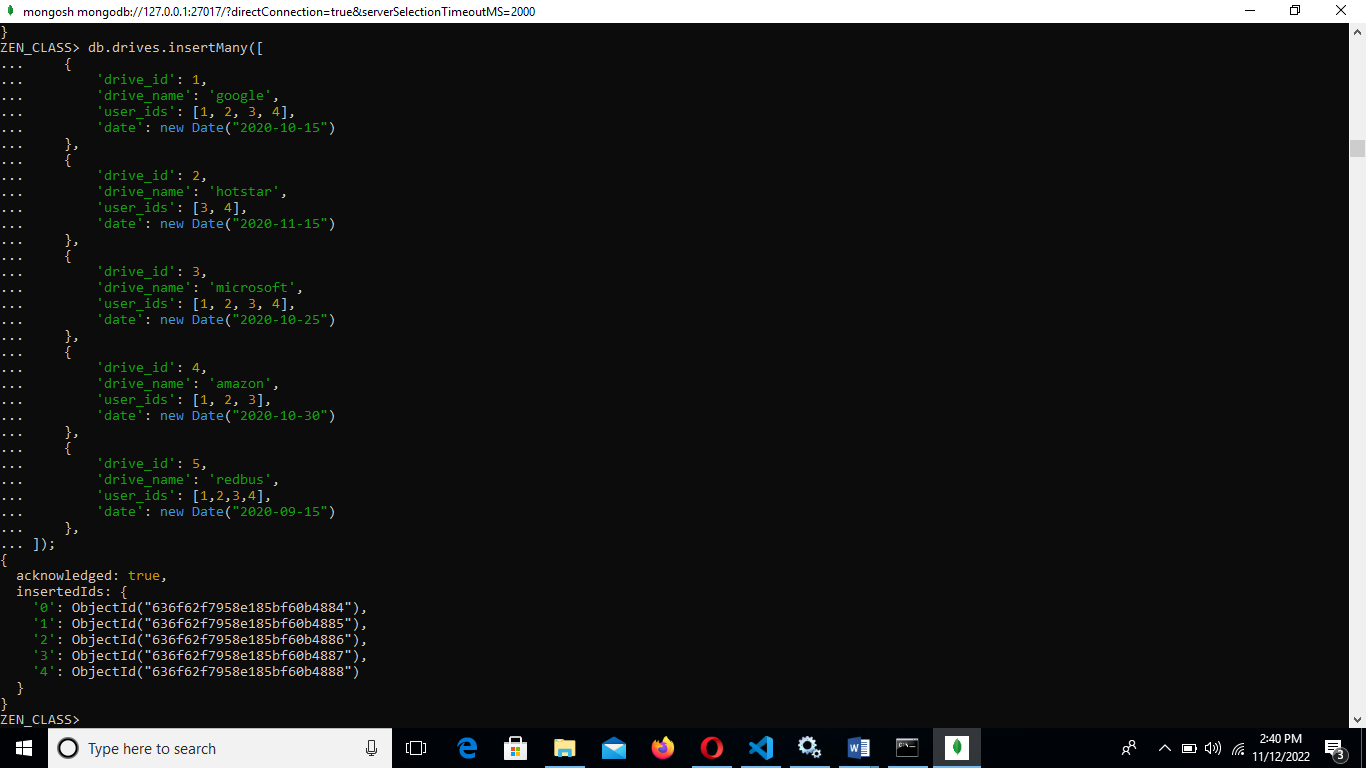 mongosh mongodb://127.0.0.1:27017/?directConnection=true&serverSelectionTimeoutMS=2000
}
ZEN_CLASS> db.drives.insertMany([
...     {
...         'drive_id': 1,
...         'drive_name': 'google',
...         'user_ids': [1, 2, 3, 4],
...         'date': new Date("2020-10-15")
...     },
...     {
...         'drive_id': 2,
...         'drive_name': 'hotstar',
...         'user_ids': [3, 4],
...         'date': new Date("2020-11-15")
...     },
...     {
...         'drive_id': 3,
...         'drive_name': 'microsoft',
...         'user_ids': [1, 2, 3, 4],
...         'date': new Date("2020-10-25")
...     },
...     {
...         'drive_id': 4,
...         'drive_name': 'amazon',
...         'user_ids': [1, 2, 3],
...         'date': new Date("2020-10-30")
...     },
...     {
...         'drive_id': 5,
...         'drive_name': 'redbus',
...         'user_ids': [1,2,3,4],
...         'date': new Date("2020-09-15")
...     },
... ]);
{
  acknowledged: true,
  insertedIds: {
    '0': ObjectId("636f62f7958e185bf60b4884"),
    '1': ObjectId("636f62f7958e185bf60b4885"),
    '2': ObjectId("636f62f7958e185bf60b4886"),
    '3': ObjectId("636f62f7958e185bf60b4887"),
    '4': ObjectId("636f62f7958e185bf60b4888")
  }
}
ZEN_CLASS>
Type here to search
2:40 PM
11/12/2022
3